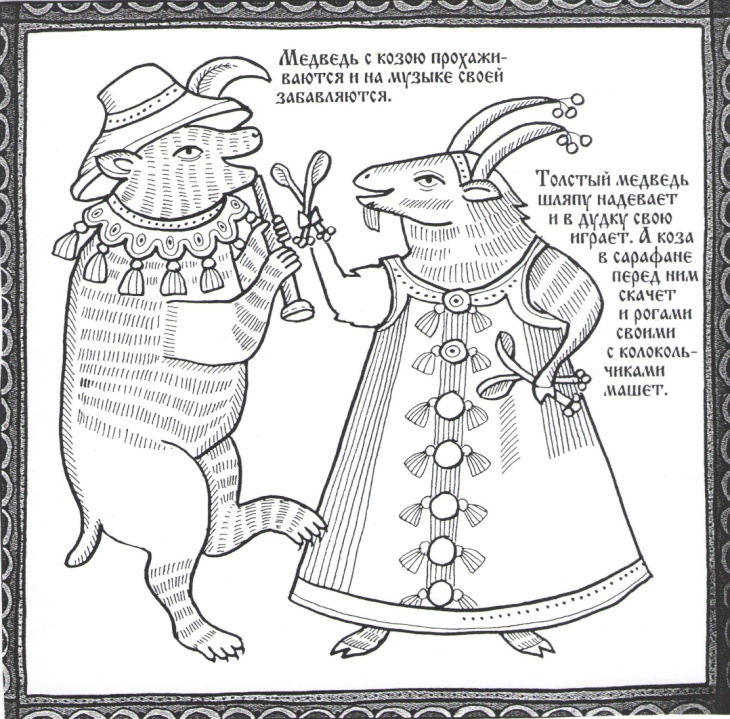 Медведь с козою прохажи-
ваются и на музыке своей
забавляются.
Толстый медведь
шляпу надевает
и в дудку свою
играет. А коза
в сарафане
перед ним
скачет
и рогами
своими
с колоколь-
чиками
машет.